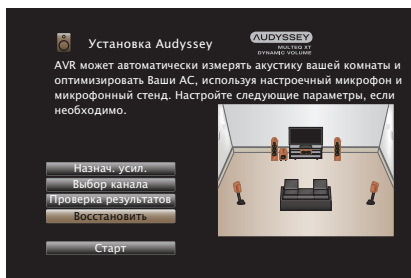 Установка Audyssey
AUDYSSEY
MULTEQ XT
DYNAMIC VOLUME
AVR может автоматически измерять акустику вашей комнаты и
оптимизировать Ваши АС, используя настроечный микрофон и
микрофонный стенд. Настройте следующие параметры, если
необходимо.
Назнач. усил.
Выбор канала
Проверка результатов
Восстановить
Старт